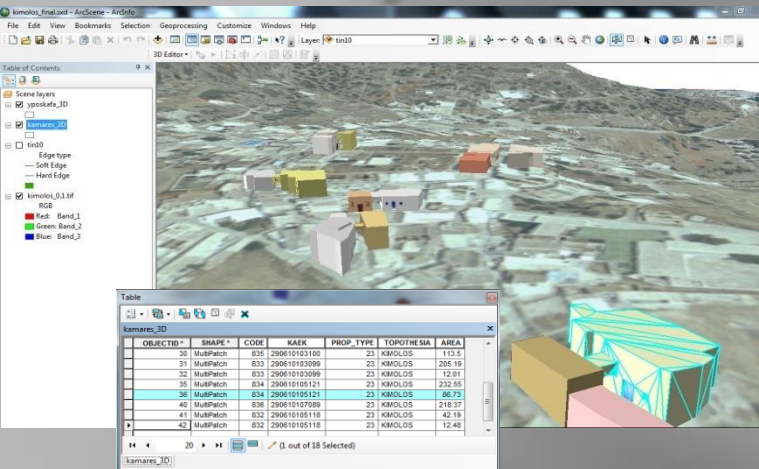 kimolos_final.sxd - ArcScene - ArcInfo
File Edit View Bookmarks Selection Geoprocessing Customize Windows Help
Layer: tin10
3D Editor
Table of Contents
Scene layers
yposkafa_3D
kamares_3D
tin10
Edge type
Soft Edge
Hard Edge
kimolos_0.1.tif
RGB
Red: Band_1
Green: Band_2
Blue: Band_3
Table
kamares_3D
OBJECTID * SHAPE * CODE KAEK PROP_TYPE TOPOTHESIA AREA
30 MultiPatch 835 290610103100 23 KIMOLOS 113.5
31 MultiPatch 833 290610103099 23 KIMOLOS 205.19
32 MultiPatch 833 290610103099 23 KIMOLOS 12.01
35 MultiPatch 834 290610105121 23 KIMOLOS 232.55
36 MultiPatch 834 290610105121 23 KIMOLOS 86.73
40 MultiPatch 836 290610107089 23 KIMOLOS 218.37
41 MultiPatch 832 290610105118 23 KIMOLOS 42.19
42 MultiPatch 832 290610105118 23 KIMOLOS 12.48
20 (1 out of 18 Selected)
kamares_3D